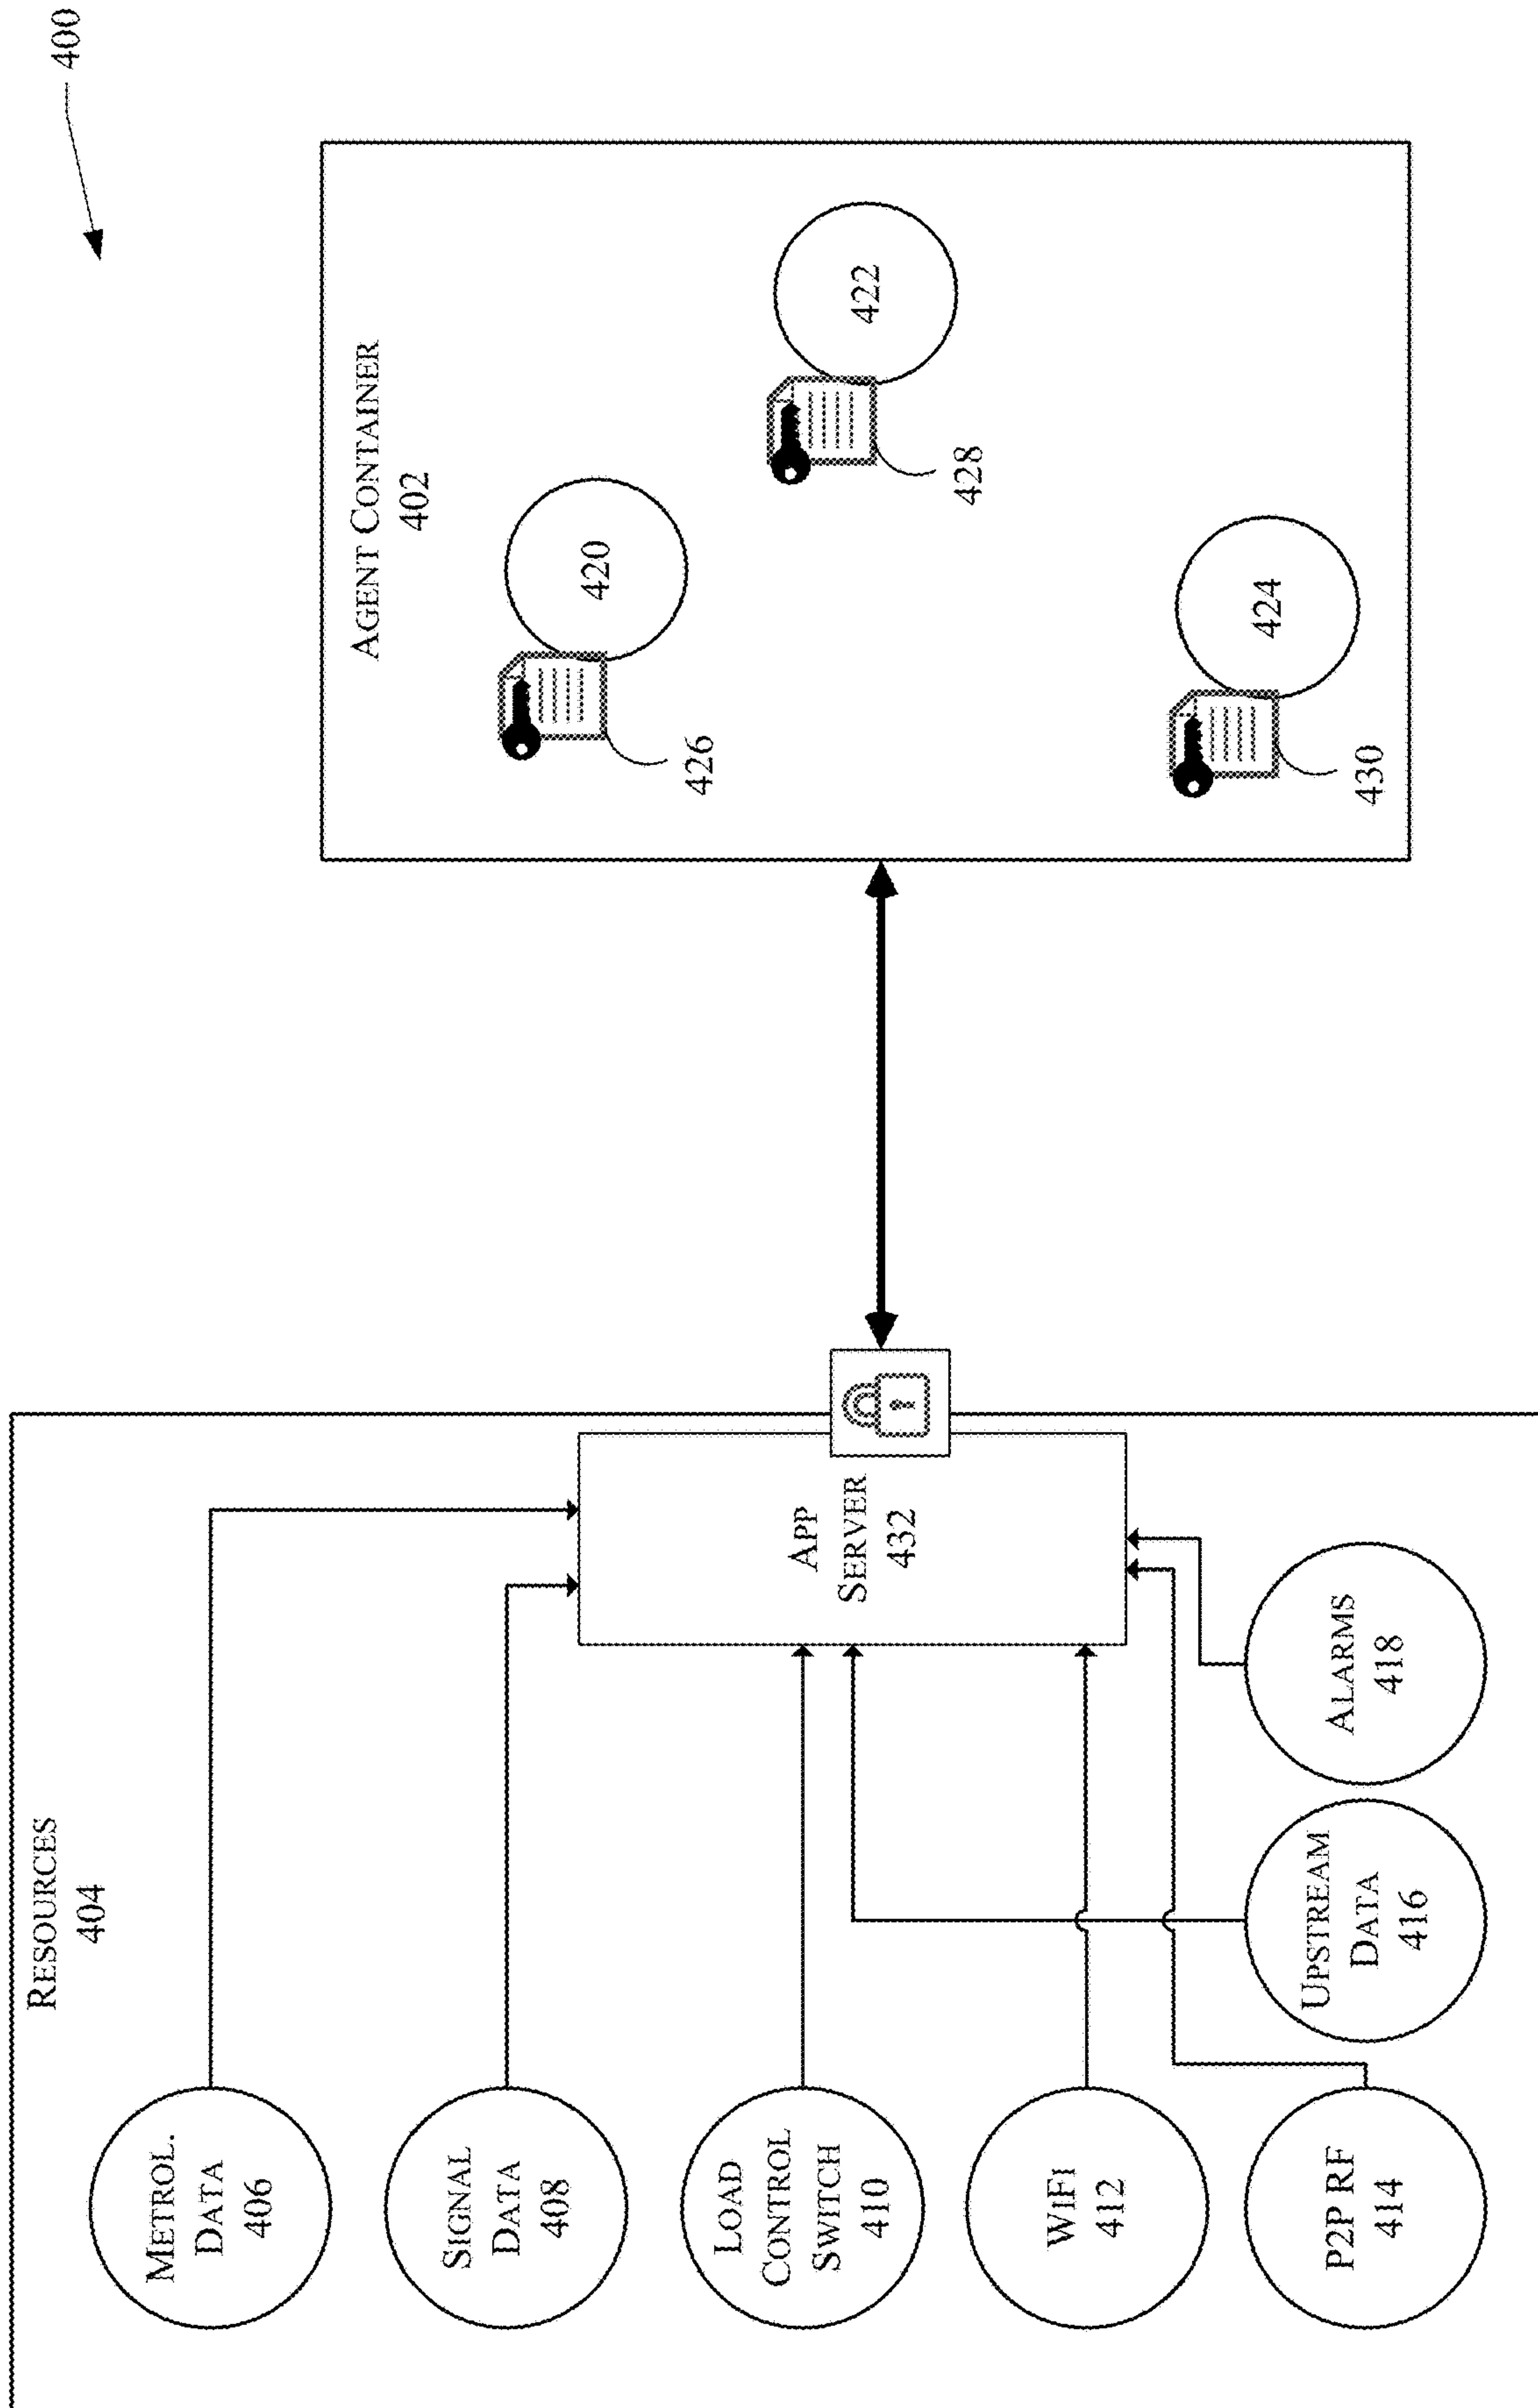 400
RESOURCES
404
METROL.
DATA
406
SIGNAL
DATA
408
LOAD
CONTROL
SWITCH
410
WIFI
412
P2P RF
414
UPSTREAM
DATA
416
ALARMS
418
APP
SERVER
432
AGENT CONTAINER
402
420
426
422
428
424
430